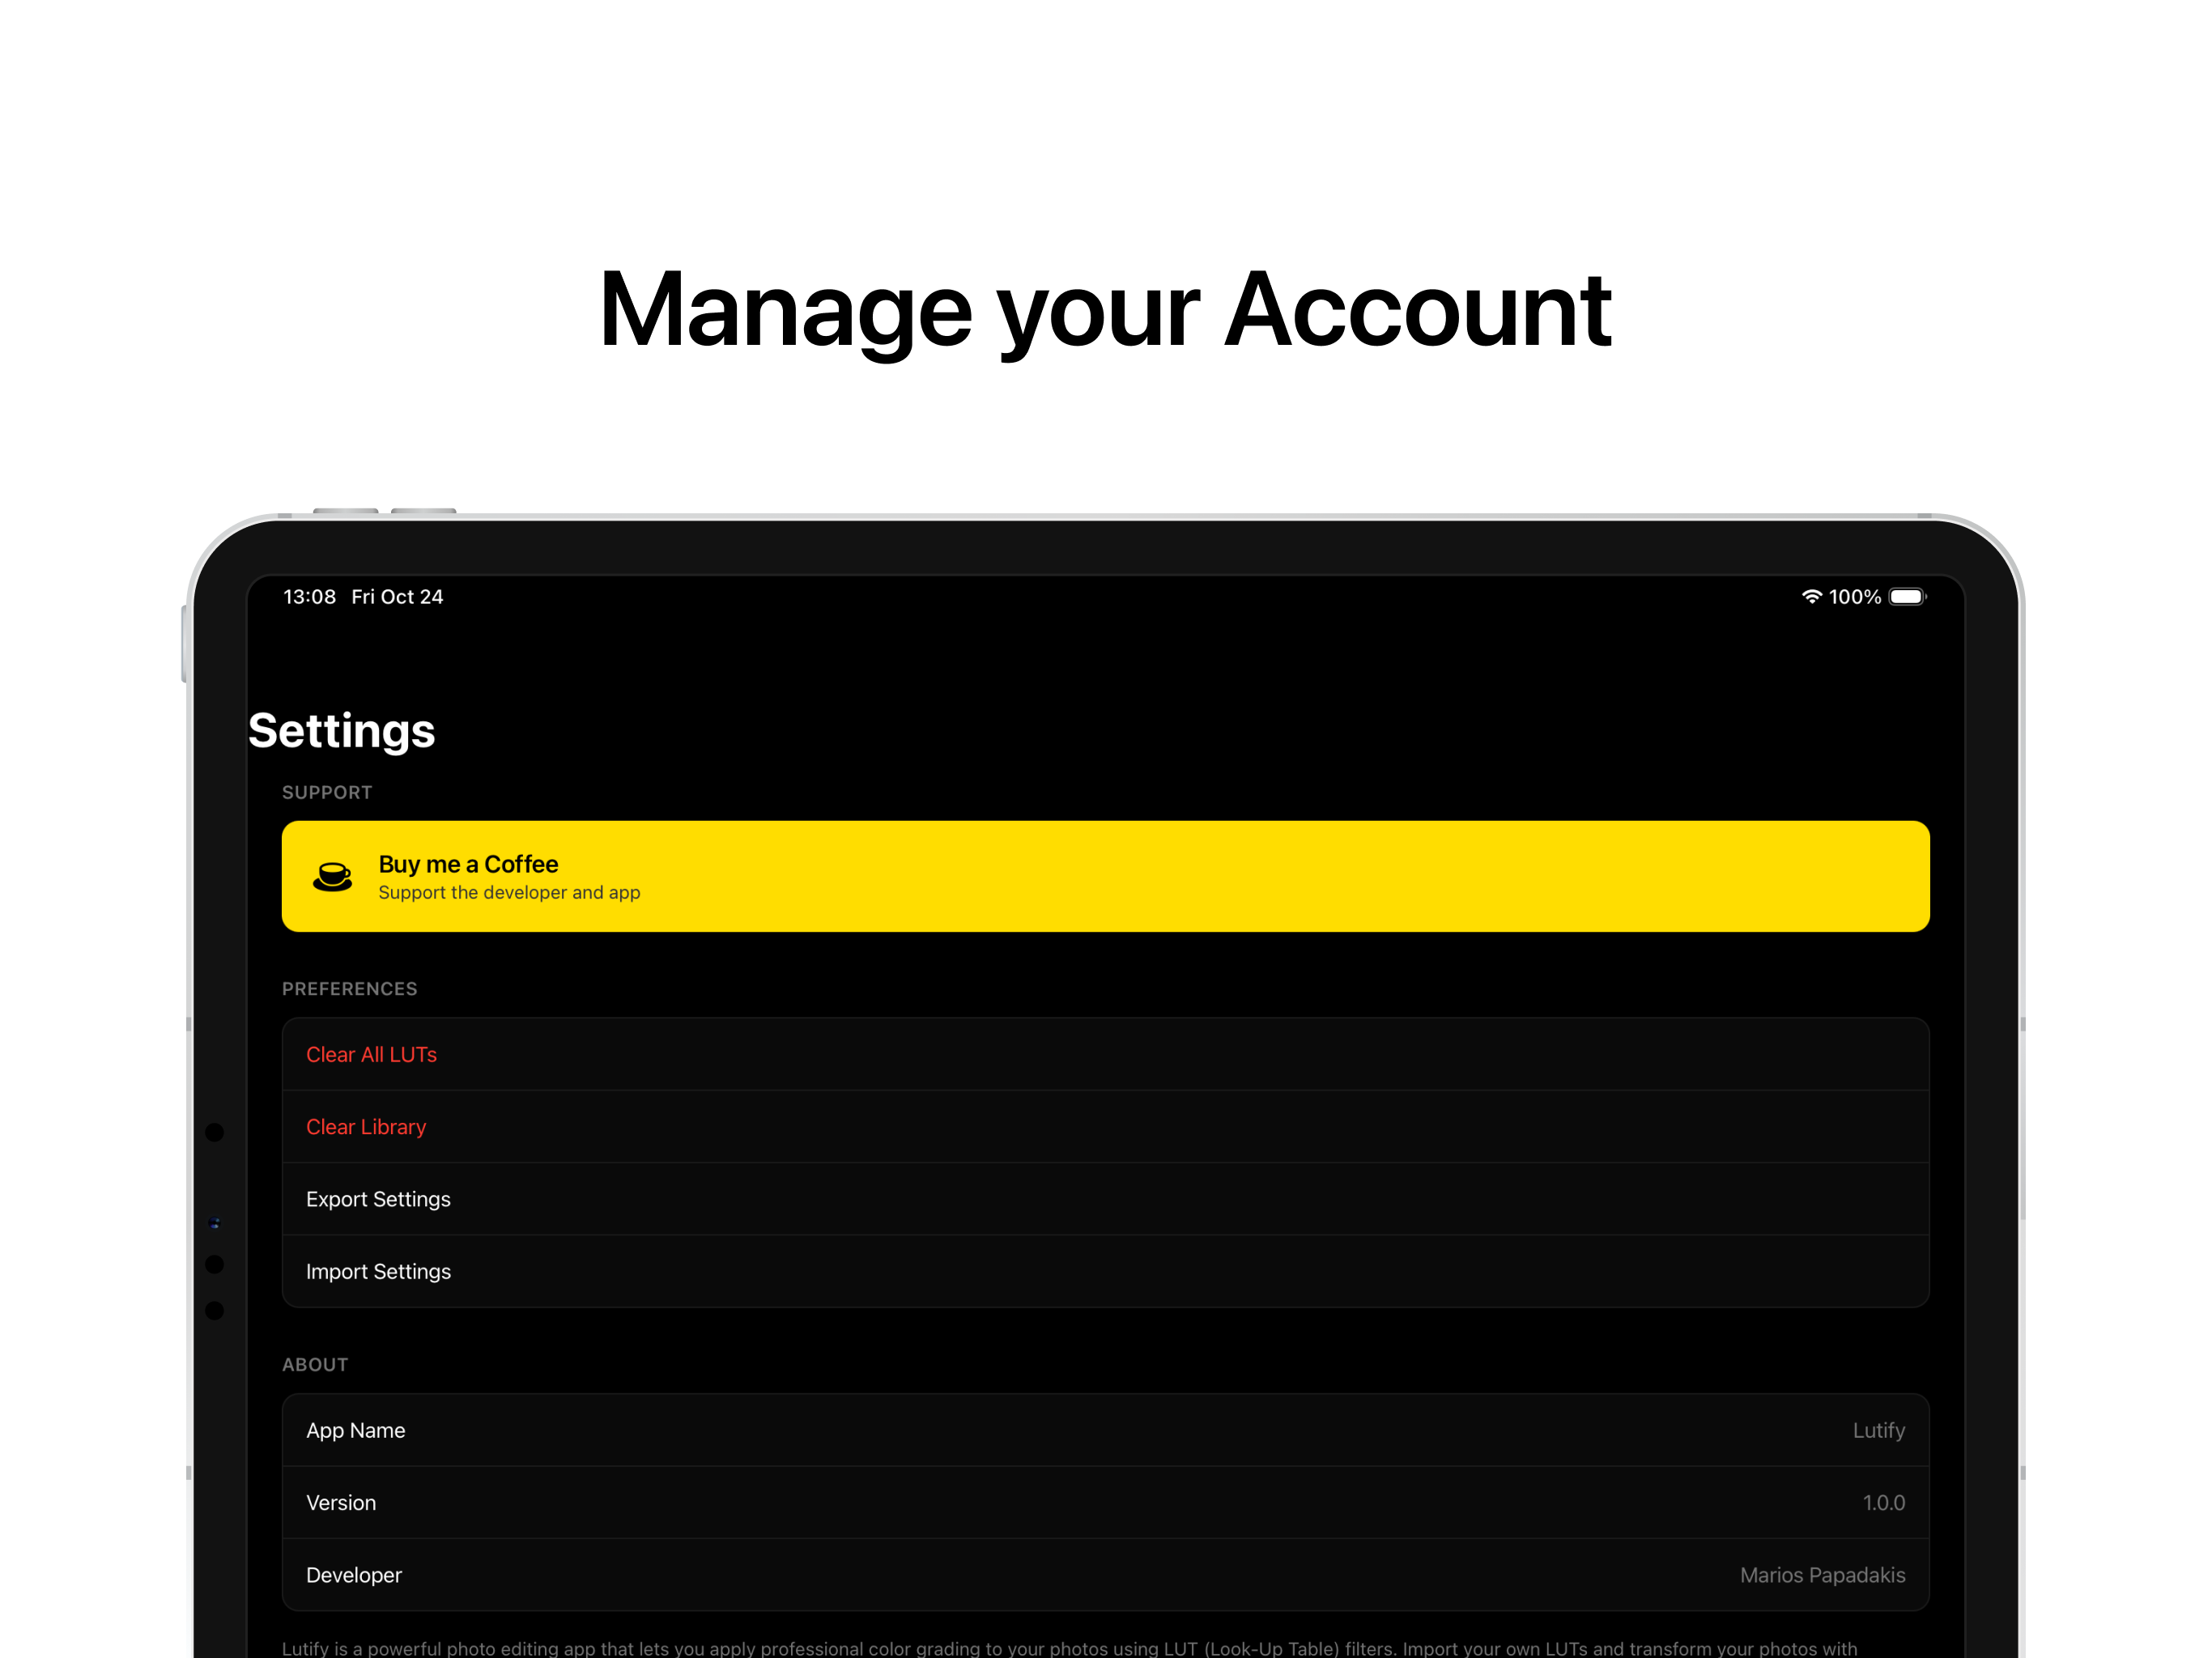 Manage your Account
13:08 Fri Oct 24
100%
Settings
SUPPORT
Buy me a Coffee
Support the developer and app
PREFERENCES
Clear All LUTs
Clear Library
Export Settings
Import Settings
ABOUT
App Name Lutify
Version 1.0.0
Developer Marios Papadakis
Lutify is a powerful photo editing app that lets you apply professional color grading to your photos using LUT (Look-Up Table) filters. Import your own LUTs and transform your photos with